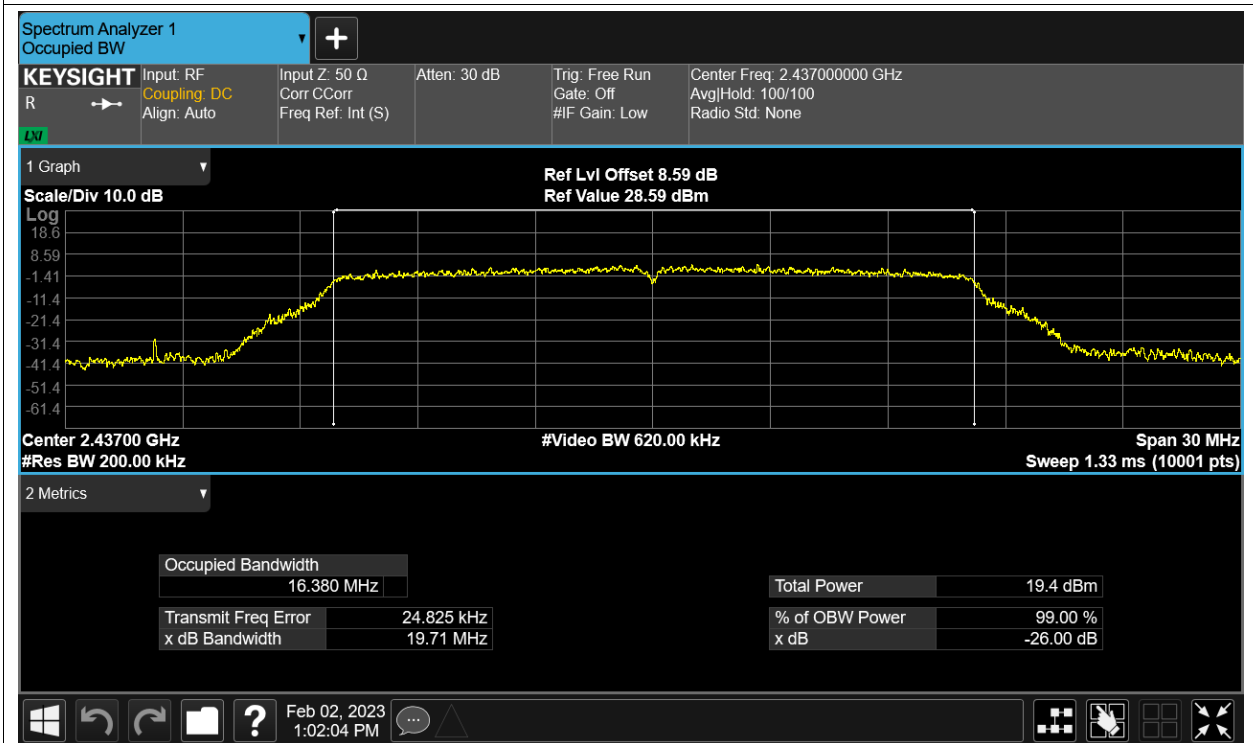 Spectrum Analyzer 1
Occupied BW
KEYSIGHT
R
LXI
Input: RF
Coupling: DC
Align: Auto
Input Z: 50 Ω
Corr CCorr
Freq Ref: Int (S)
Atten: 30 dB
Trig: Free Run
Gate: Off
#IF Gain: Low
Center Freq: 2.437000000 GHz
Avg|Hold: 100/100
Radio Std: None
1 Graph
Scale/Div 10.0 dB
Ref Lvl Offset 8.59 dB
Ref Value 28.59 dBm
Log
18.6
8.59
-1.41
-11.4
-21.4
-31.4
-41.4
-51.4
-61.4
Center 2.43700 GHz
#Video BW 620.00 kHz
Span 30 MHz
#Res BW 200.00 kHz
Sweep 1.33 ms (10001 pts)
2 Metrics
Occupied Bandwidth
16.380 MHz
Total Power 19.4 dBm
Transmit Freq Error 24.825 kHz
% of OBW Power 99.00 %
x dB Bandwidth 19.71 MHz
x dB -26.00 dB
?
Feb 02, 2023
1:02:04 PM